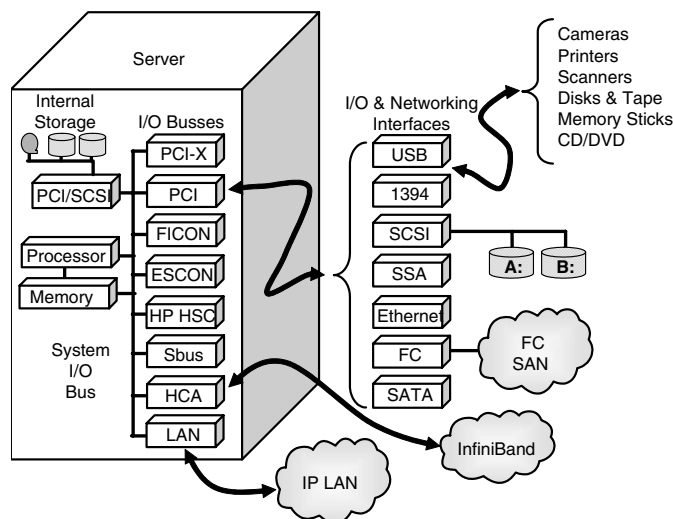 Server
Internal
Storage
I/O Busses
PCI-X
PCI/SCSI
PCI
FICON
Processor
ESCON
Memory
HP HSC
System
I/O
Bus
Sbus
HCA
LAN
I/O & Networking
Interfaces
USB
1394
SCSI
SSA
Ethernet
FC
SATA
Cameras
Printers
Scanners
Disks & Tape
Memory Sticks
CD/DVD
A:
B:
FC
SAN
InfiniBand
IP LAN